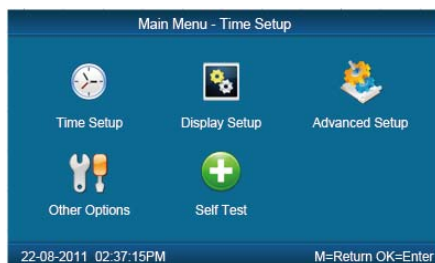 Main Menu - Time Setup
Time Setup Display Setup Advanced Setup
Other Options Self Test
22-08-2011 02:37:15PM M=Return OK=Enter